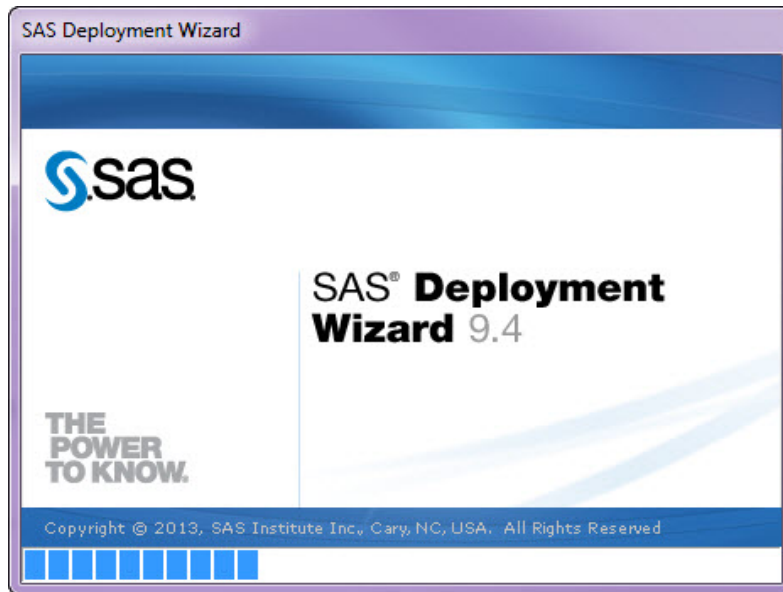 SAS Deployment Wizard
sas
SAS® Deployment
Wizard 9.4
THE
POWER
TO KNOW.
Copyright © 2013, SAS Institute Inc., Cary, NC, USA. All Rights Reserved